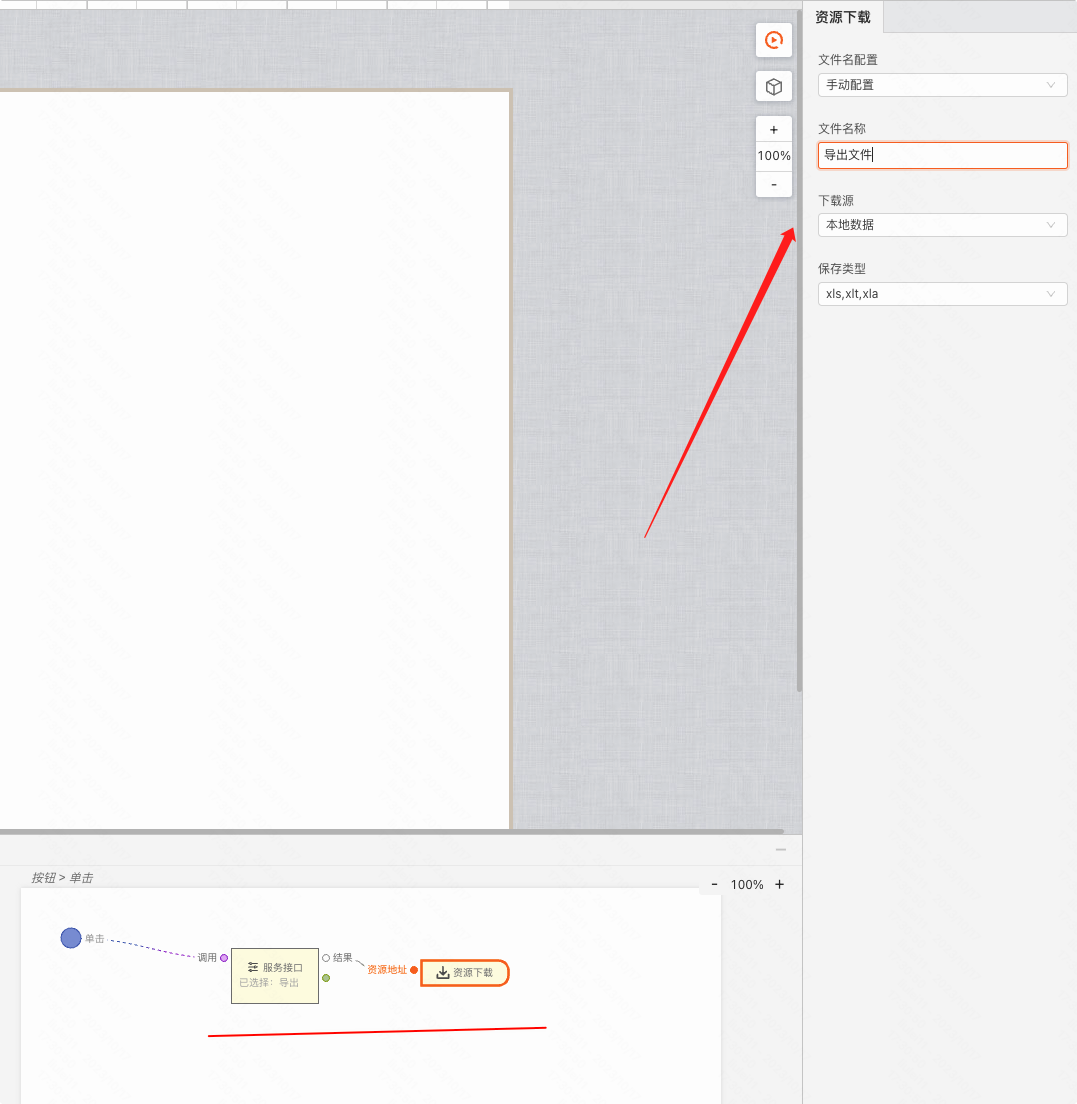 资源下载
文件名配置
手动配置
文件名称
导出文件
下载源
本地数据
保存类型
xls,xlt,xla
+
100%
-
按钮 > 单击
- 100% +
单击
调用
服务接口
已选择：导出
结果
资源地址
资源下载